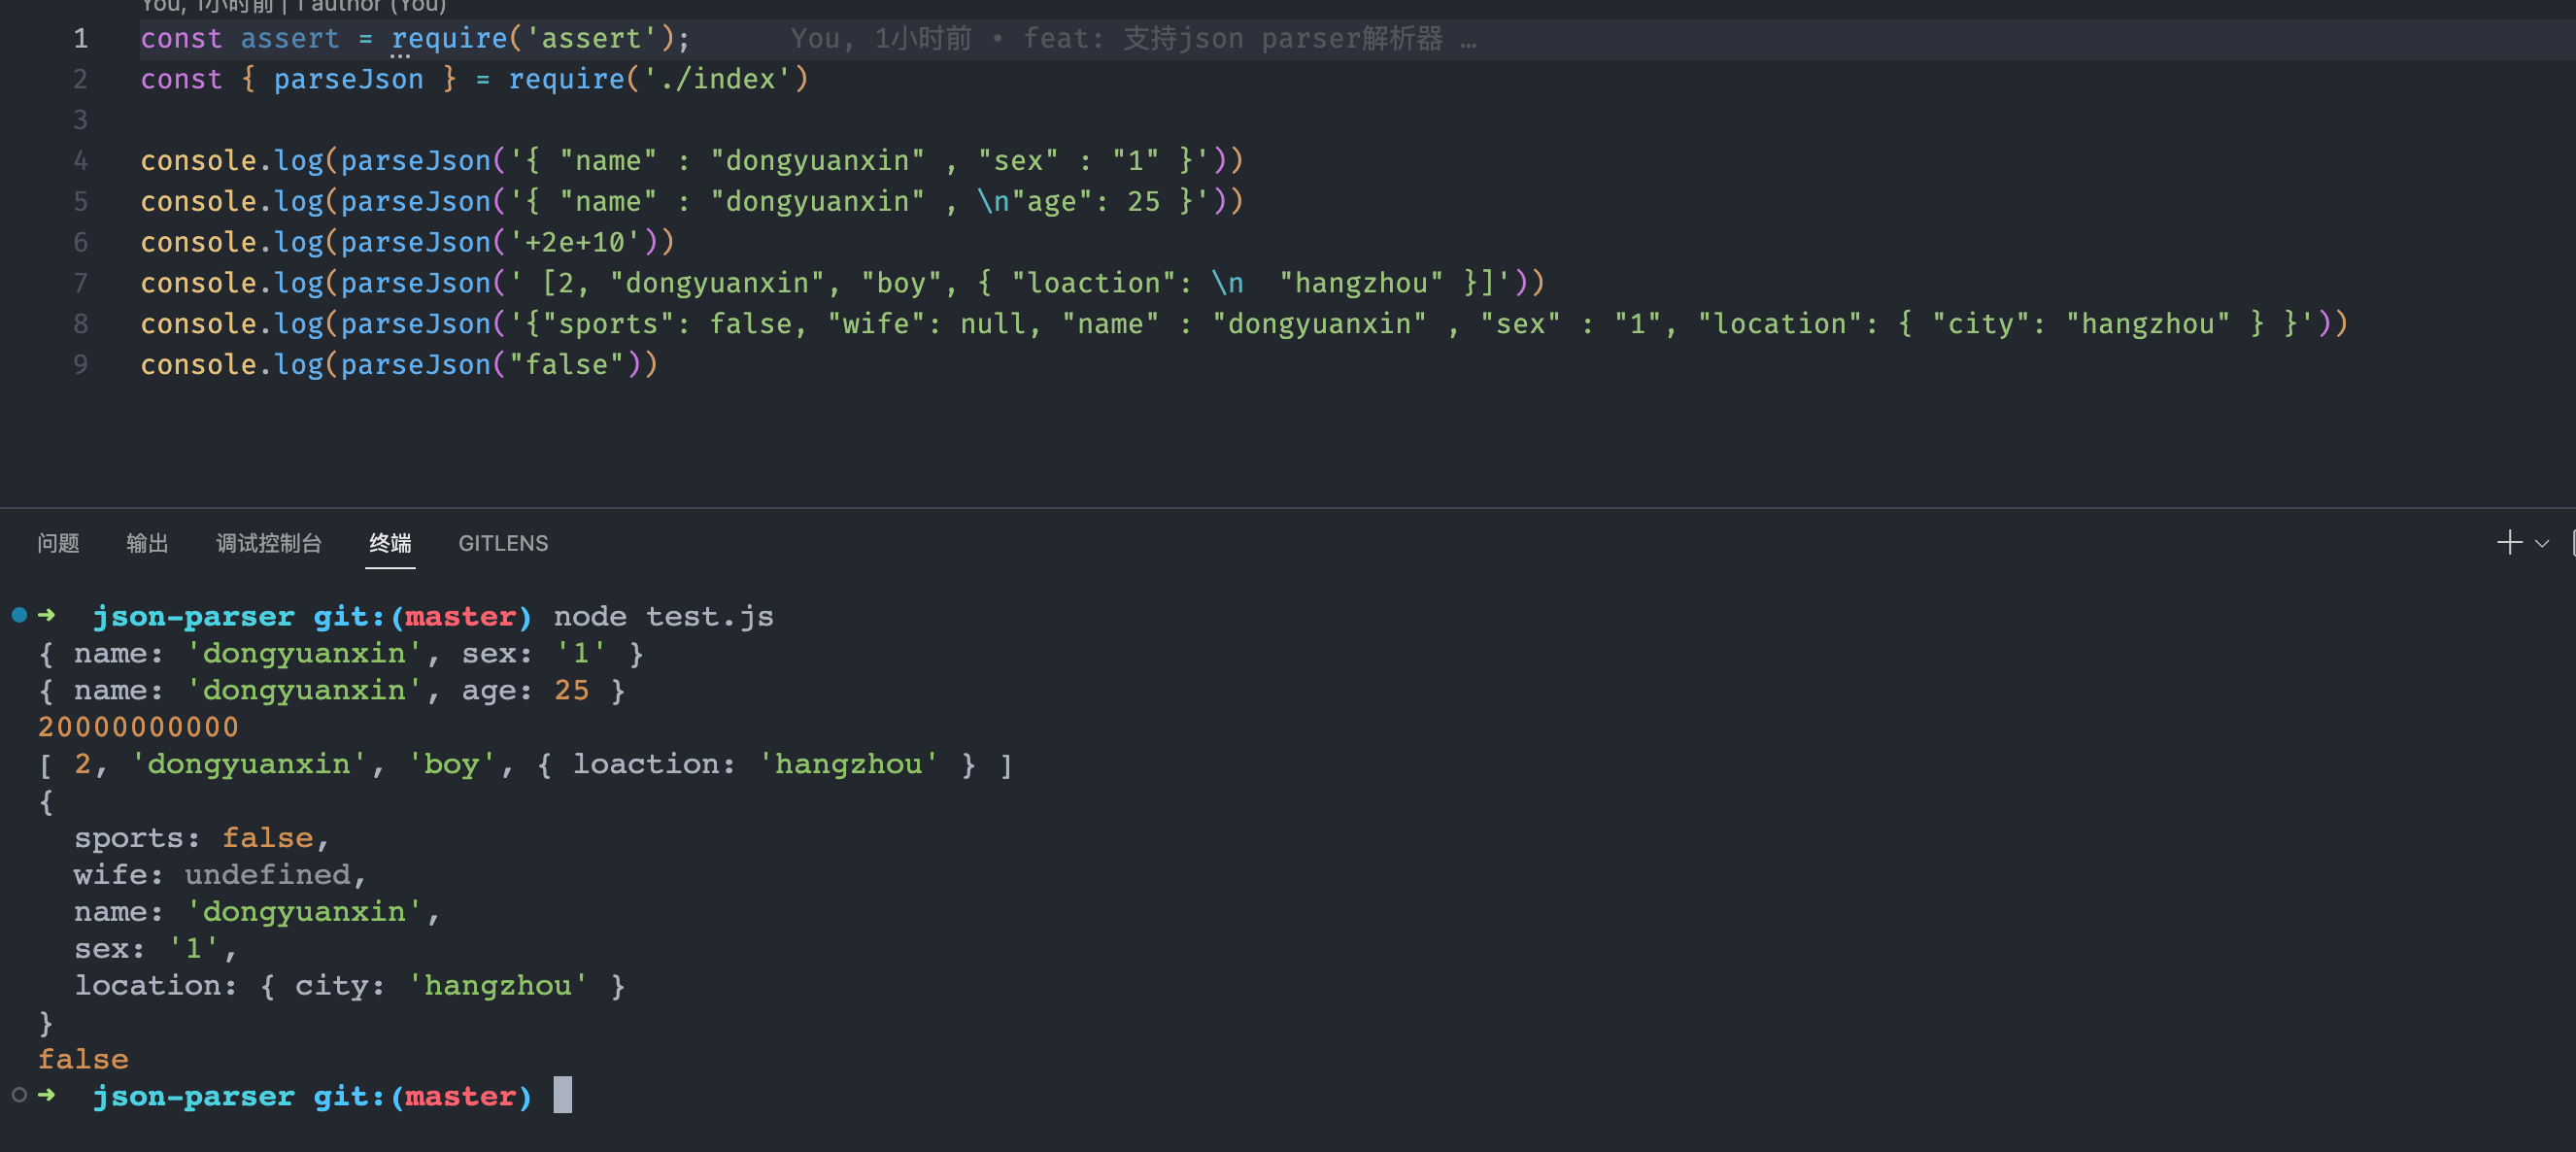 You, 1小时前 | 1 author (You)
1 const assert = require('assert'); You, 1小时前 • feat: 支持json parser解析器 …
2 const { parseJson } = require('./index')
3
4 console.log(parseJson('{ "name" : "dongyuanxin" , "sex" : "1" }'))
5 console.log(parseJson('{ "name" : "dongyuanxin" , \n"age": 25 }'))
6 console.log(parseJson('+2e+10'))
7 console.log(parseJson(' [2, "dongyuanxin", "boy", { "loaction": \n  "hangzhou" }]'))
8 console.log(parseJson('{"sports": false, "wife": null, "name" : "dongyuanxin" , "sex" : "1", "location": { "city": "hangzhou" } }'))
9 console.log(parseJson("false"))
问题 输出 调试控制台 终端 GITLENS
➜  json-parser git:(master) node test.js
{ name: 'dongyuanxin', sex: '1' }
{ name: 'dongyuanxin', age: 25 }
20000000000
[ 2, 'dongyuanxin', 'boy', { loaction: 'hangzhou' } ]
{
  sports: false,
  wife: undefined,
  name: 'dongyuanxin',
  sex: '1',
  location: { city: 'hangzhou' }
}
false
➜  json-parser git:(master)